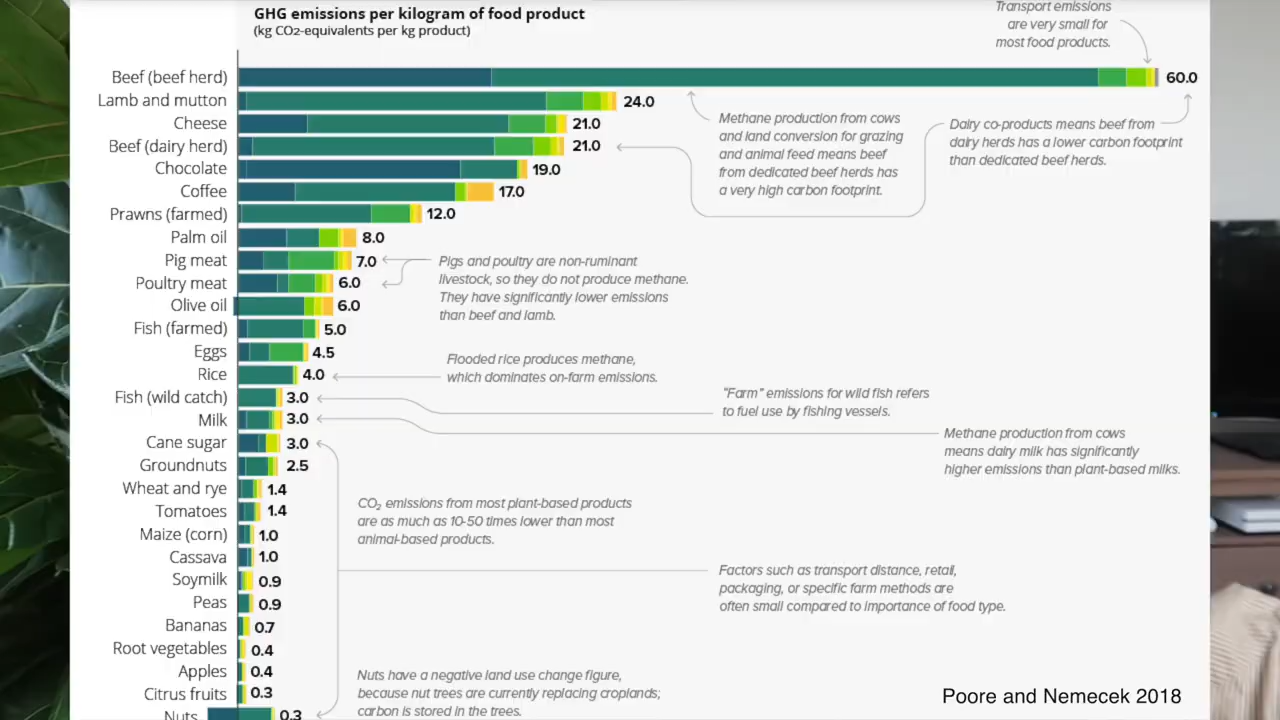 GHG emissions per kilogram of food product
(kg CO2-equivalents per kg product)
Transport emissions
are very small for
most food products.
Beef (beef herd) 60.0
Lamb and mutton 24.0
Cheese 21.0
Beef (dairy herd) 21.0
Chocolate 19.0
Coffee 17.0
Prawns (farmed) 12.0
Palm oil 8.0
Pig meat 7.0
Poultry meat 6.0
Olive oil 6.0
Fish (farmed) 5.0
Eggs 4.5
Rice 4.0
Fish (wild catch) 3.0
Milk 3.0
Cane sugar 3.0
Groundnuts 2.5
Wheat and rye 1.4
Tomatoes 1.4
Maize (corn) 1.0
Cassava 1.0
Soymilk 0.9
Peas 0.9
Bananas 0.7
Root vegetables 0.4
Apples 0.4
Citrus fruits 0.3
Nuts 0.3
Methane production from cows
and land conversion for grazing
and animal feed means beef
from dedicated beef herds has
a very high carbon footprint.
Dairy co-products means beef from
dairy herds has a lower carbon footprint
than dedicated beef herds.
Pigs and poultry are non-ruminant
livestock, so they do not produce methane.
They have significantly lower emissions
than beef and lamb.
Flooded rice produces methane,
which dominates on-farm emissions.
"Farm" emissions for wild fish refers
to fuel use by fishing vessels.
Methane production from cows
means dairy milk has significantly
higher emissions than plant-based milks.
CO₂ emissions from most plant-based products
are as much as 10-50 times lower than most
animal-based products.
Factors such as transport distance, retail,
packaging, or specific farm methods are
often small compared to importance of food type.
Nuts have a negative land use change figure,
because nut trees are currently replacing croplands;
carbon is stored in the trees.
Poore and Nemecek 2018